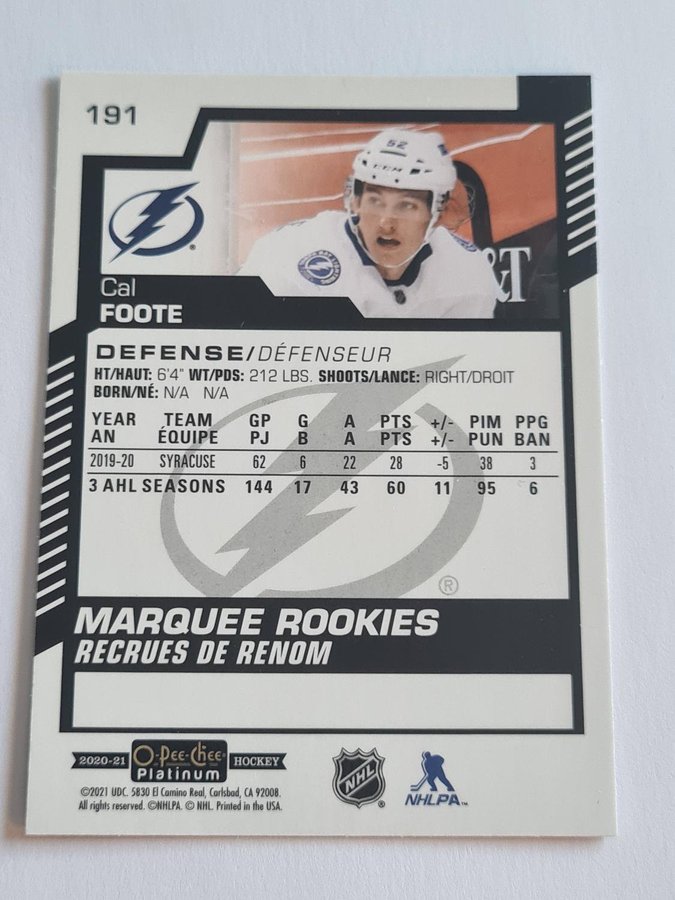 191
52
CCM
&T
Cal
FOOTE
DEFENSE/DÉFENSEUR
HT/HAUT: 6'4" WT/PDS: 212 LBS. SHOOTS/LANCE: RIGHT/DROIT
BORN/NÉ: N/A N/A
YEAR TEAM GP G A PTS +/- PIM PPG
AN ÉQUIPE PJ B A PTS +/- PUN BAN
2019-20 SYRACUSE 62 6 22 28 -5 38 3
3 AHL SEASONS 144 17 43 60 11 95 6
®
MARQUEE ROOKIES
RECRUES DE RENOM
2020-21 O-Pee-Chee Platinum HOCKEY
©2021 UDC. 5830 El Camino Real, Carlsbad, CA 92008.
All rights reserved. ©NHLPA. © NHL. Printed in the USA.
NHL
NHLPA